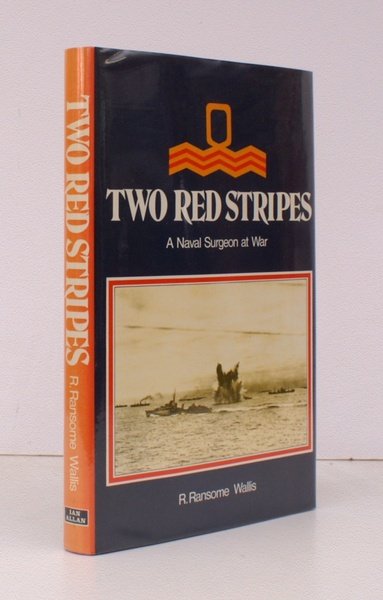 TWO RED STRIPES
R. Ransome Wallis
IAN
ALLAN
TWO RED STRIPES
A Naval Surgeon at War
R. Ransome Wallis